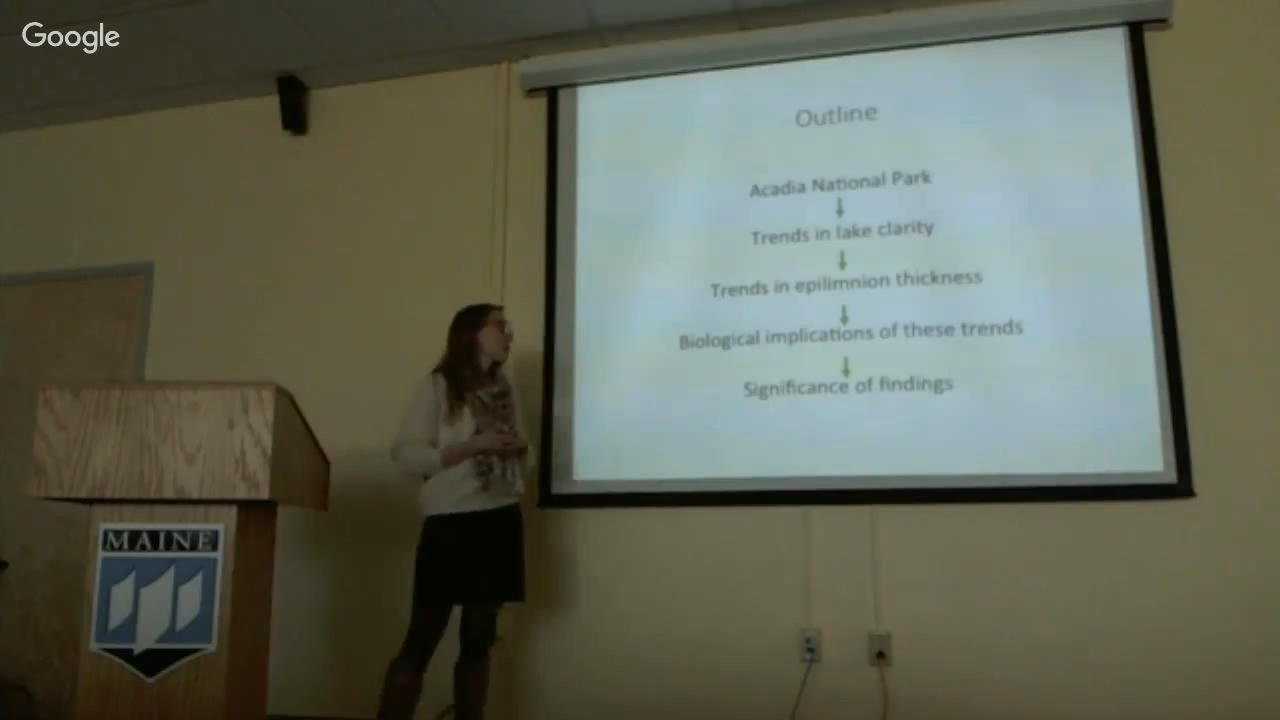 Google
Outline
Acadia National Park
Trends in lake clarity
Trends in epilimnion thickness
Biological implications of these trends
Significance of findings
MAINE